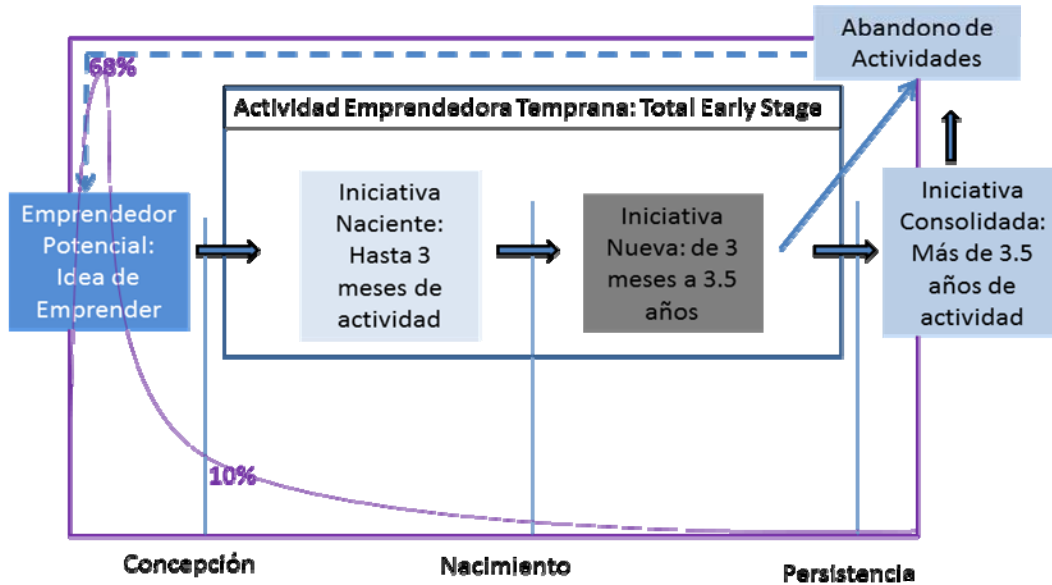 Abandono de
Actividades
68%
Actividad Emprendedora Temprana: Total Early Stage
Emprendedor
Potencial:
Idea de
Emprender
Iniciativa
Naciente:
Hasta 3
meses de
actividad
Iniciativa
Nueva: de 3
meses a 3.5
años
Iniciativa
Consolidada:
Más de 3.5
años de
actividad
10%
Concepción
Nacimiento
Persistencia